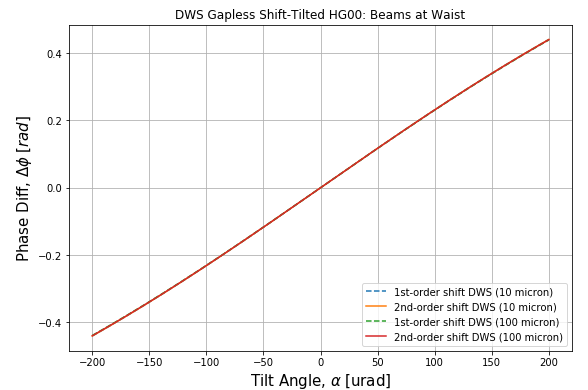 DWS Gapless Shift-Tilted HG00: Beams at Waist
Phase Diff, Δϕ [rad]
0.4
0.2
0.0
−0.2
−0.4
1st-order shift DWS (10 micron)
2nd-order shift DWS (10 micron)
1st-order shift DWS (100 micron)
2nd-order shift DWS (100 micron)
−200 −150 −100 −50 0 50 100 150 200
Tilt Angle, α [urad]